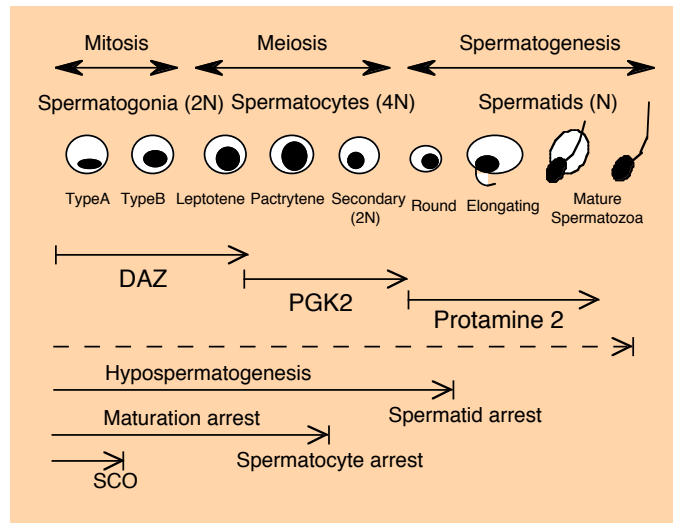 Mitosis Meiosis Spermatogenesis
Spermatogonia (2N) Spermatocytes (4N) Spermatids (N)
TypeA TypeB Leptotene Pactrytene Secondary (2N) Round Elongating Mature Spermatozoa
DAZ
PGK2
Protamine 2
Hypospermatogenesis
Spermatid arrest
Maturation arrest
Spermatocyte arrest
SCO